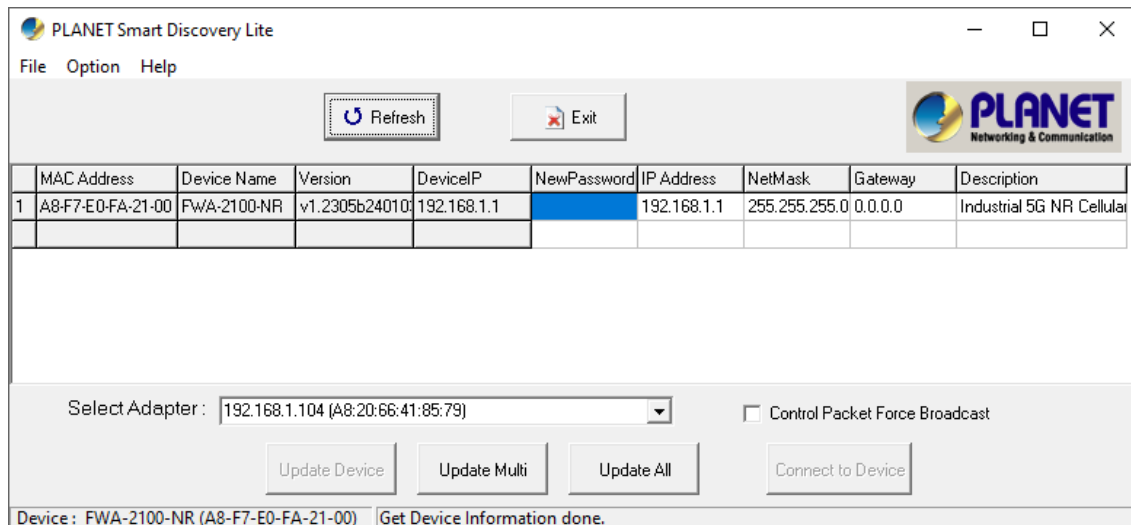 PLANET Smart Discovery Lite
File Option Help
Refresh Exit
PLANET
Networking & Communication
MAC Address Device Name Version DeviceIP NewPassword IP Address NetMask Gateway Description
1 A8-F7-E0-FA-21-00 FWA-2100-NR v1.2305b24010 192.168.1.1 192.168.1.1 255.255.255.0 0.0.0.0 Industrial 5G NR Cellular
Select Adapter : 192.168.1.104 (A8:20:66:41:85:79) Control Packet Force Broadcast
Update Device Update Multi Update All Connect to Device
Device : FWA-2100-NR (A8-F7-E0-FA-21-00) Get Device Information done.